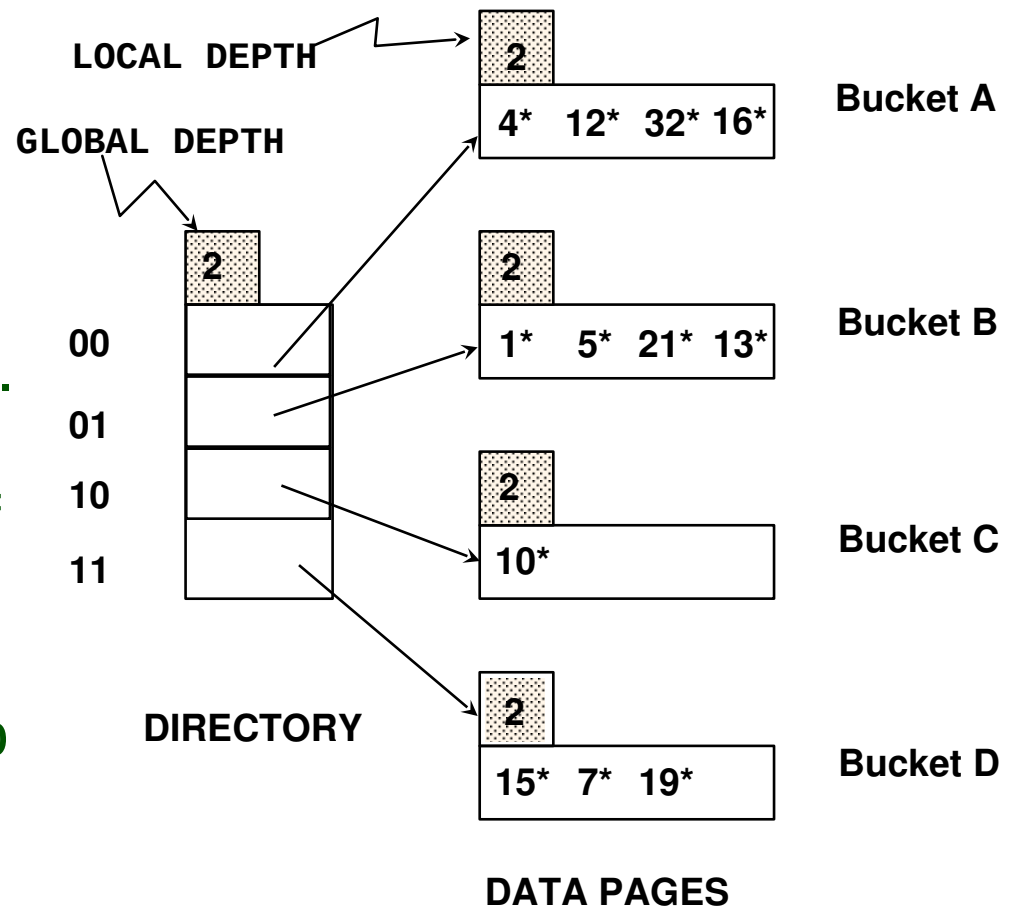 LOCAL DEPTH
2
Bucket A
4* 12* 32* 16*
GLOBAL DEPTH
2
2
Bucket B
1* 5* 21* 13*
00
01
10
11
2
Bucket C
10*
DIRECTORY
2
Bucket D
15* 7* 19*
DATA PAGES